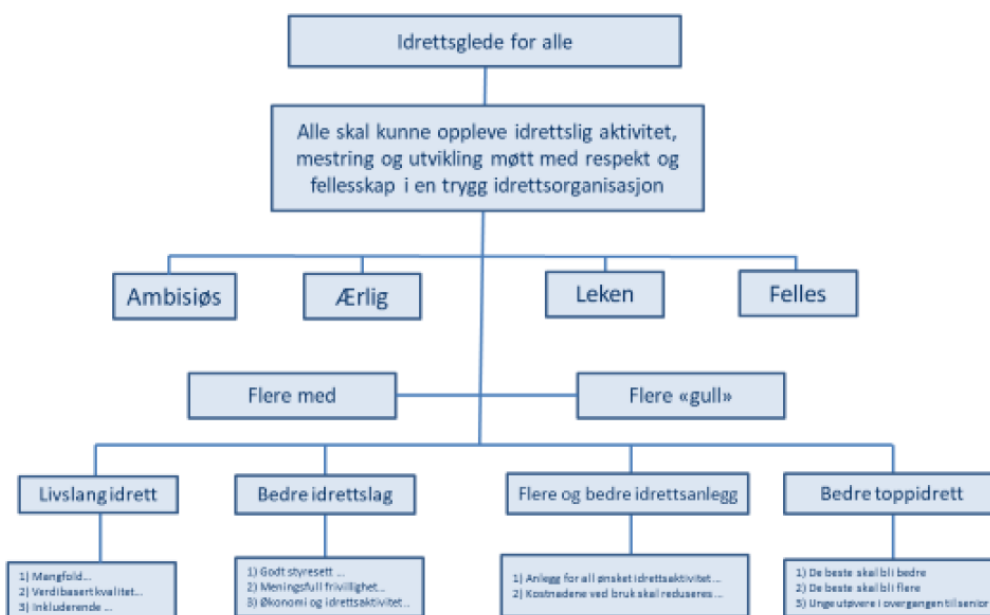 Idrettsglede for alle
Alle skal kunne oppleve idrettslig aktivitet,
mestring og utvikling møtt med respekt og
fellesskap i en trygg idrettsorganisasjon
Ambisiøs
Ærlig
Leken
Felles
Flere med
Flere «gull»
Livslang idrett
Bedre idrettslag
Flere og bedre idrettsanlegg
Bedre toppidrett
1) Mangfold...
2) Verdibasert kvalitet...
3) Inkluderende ...
1) Godt styresett ...
2) Meningsfull frivillighet...
3) Økonomi og idrettsaktivitet...
1) Anlegg for all ønsket idrettsaktivitet...
2) Kostnadene ved bruk skal reduseres ...
1) De beste skal bli bedre
2) De beste skal bli flere
3) Unge utøvere i overgangen til senior